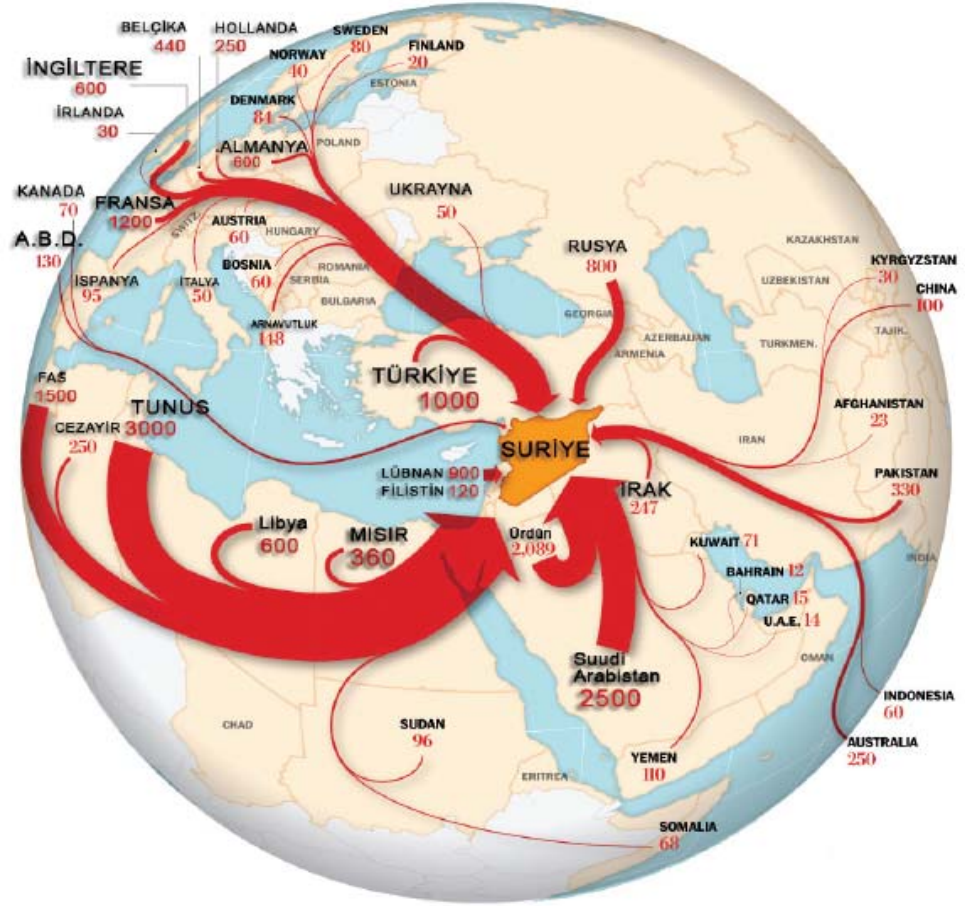 BELÇİKA
440
HOLLANDA
250
SWEDEN
80
NORWAY
40
FINLAND
20
İNGİLTERE
600
ESTONIA
İRLANDA
30
DENMARK
84
ALMANYA
600
POLAND
KANADA
70
FRANSA
1200
SWITZ.
UKRAYNA
50
AUSTRIA
60
HUNGARY
A.B.D.
130
İSPANYA
95
İTALYA
50
BOSNIA
60
ROMANIA
SERBIA
BULGARIA
ARNAVUTLUK
148
RUSYA
800
KAZAKHSTAN
KYRGYZSTAN
30
UZBEKISTAN
CHINA
100
GEORGIA
AZERBAIJAN
ARMENIA
TURKMEN.
TAJIK.
TÜRKİYE
1000
FAS
1500
TUNUS
3000
CEZAYİR
250
AFGHANISTAN
23
SURİYE
IRAN
LÜBNAN 900
FİLİSTİN 120
PAKISTAN
330
IRAK
247
Libya
600
MISIR
360
Ürdün
2,089
KUWAIT 71
INDIA
BAHRAIN 12
QATAR 15
U.A.E. 14
OMAN
Suudi
Arabistan
2500
INDONESIA
60
CHAD
SUDAN
96
AUSTRALIA
250
YEMEN
110
ERITREA
SOMALIA
68